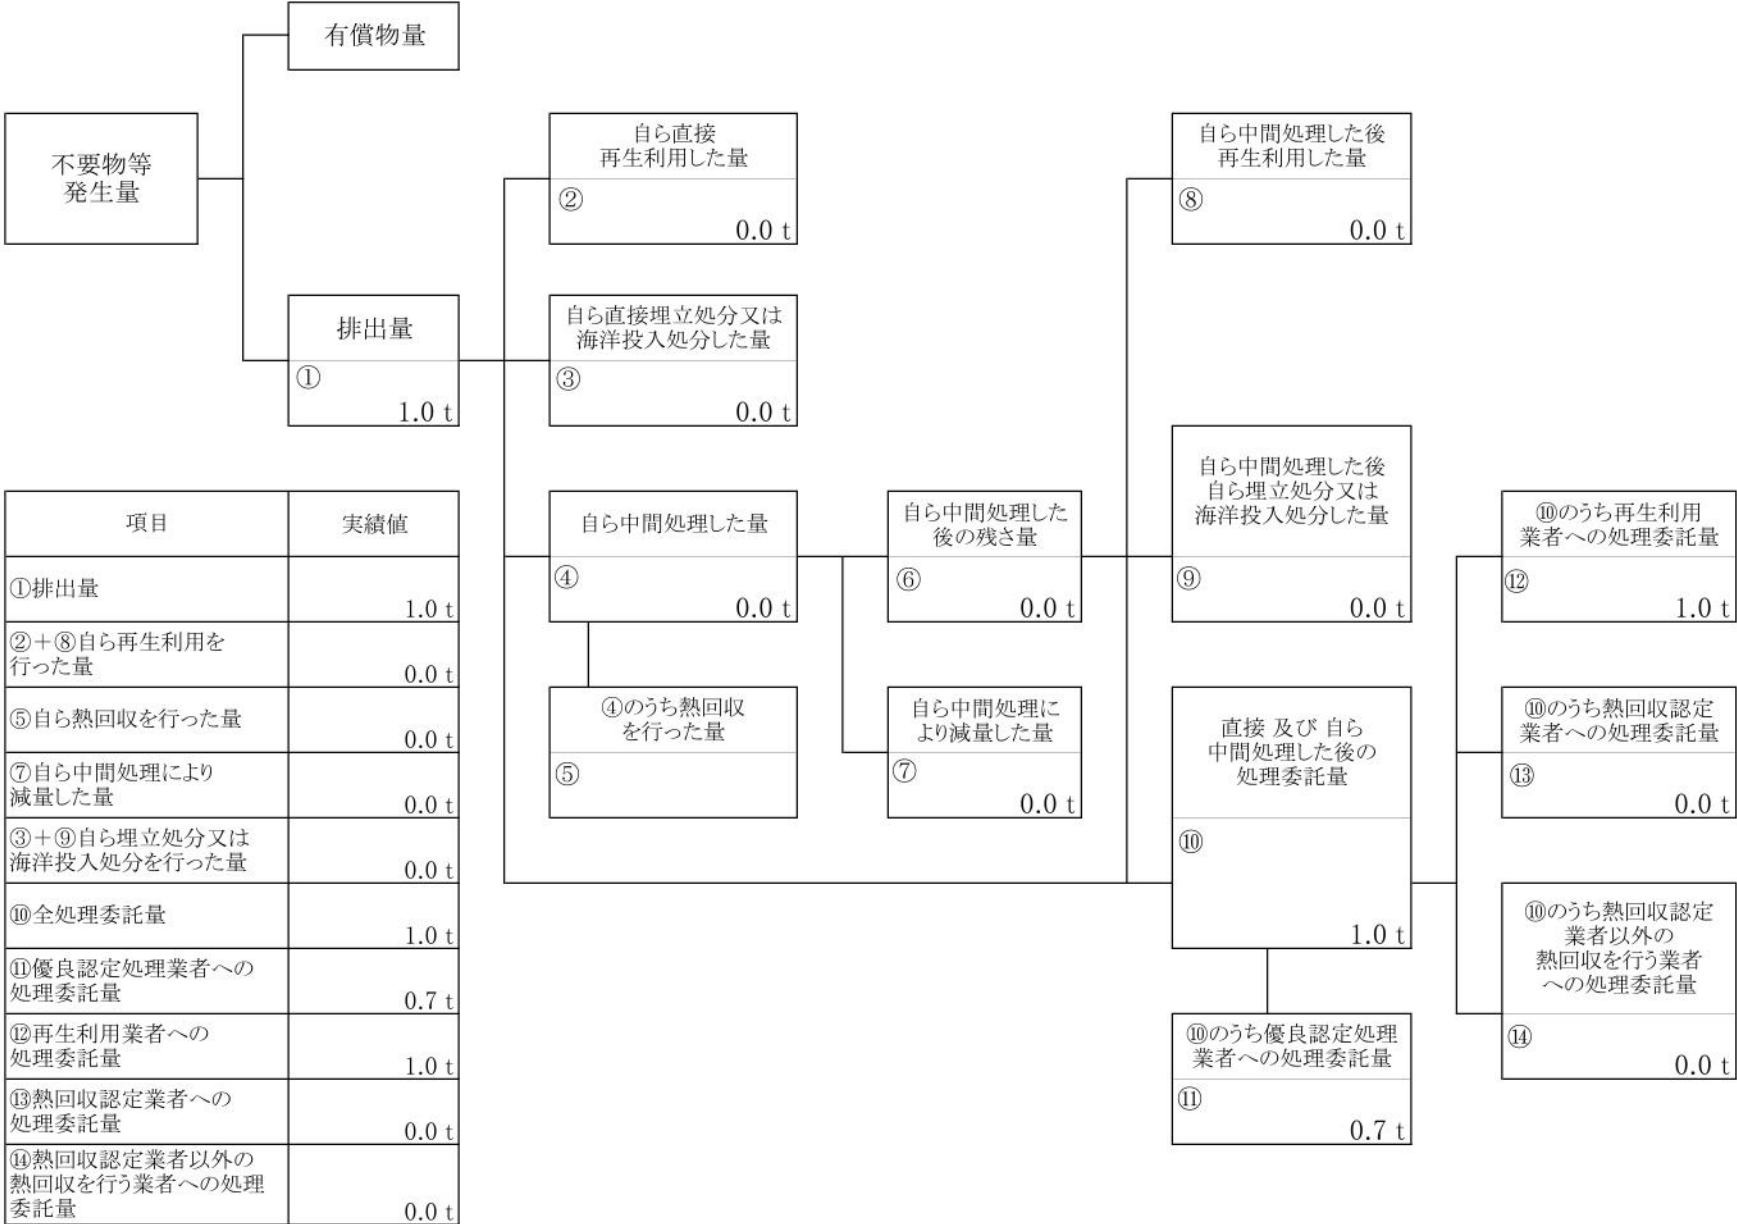 有償物量
不要物等
発生量
排出量
①
1.0 t
自ら直接
再生利用した量
②
0.0 t
自ら直接埋立処分又は
海洋投入処分した量
③
0.0 t
自ら中間処理した量
④
0.0 t
④のうち熱回収
を行った量
⑤
自ら中間処理した
後の残さ量
⑥
0.0 t
自ら中間処理に
より減量した量
⑦
0.0 t
自ら中間処理した後
再生利用した量
⑧
0.0 t
自ら中間処理した後
自ら埋立処分又は
海洋投入処分した量
⑨
0.0 t
直接 及び 自ら
中間処理した後の
処理委託量
⑩
1.0 t
⑩のうち優良認定処理
業者への処理委託量
⑪
0.7 t
⑩のうち再生利用
業者への処理委託量
⑫
1.0 t
⑩のうち熱回収認定
業者への処理委託量
⑬
0.0 t
⑩のうち熱回収認定
業者以外の
熱回収を行う業者
への処理委託量
⑭
0.0 t
項目 実績値
①排出量
1.0 t
②＋⑧自ら再生利用を
行った量
0.0 t
⑤自ら熱回収を行った量
0.0 t
⑦自ら中間処理により
減量した量
0.0 t
③＋⑨自ら埋立処分又は
海洋投入処分を行った量
0.0 t
⑩全処理委託量
1.0 t
⑪優良認定処理業者への
処理委託量
0.7 t
⑫再生利用業者への
処理委託量
1.0 t
⑬熱回収認定業者への
処理委託量
0.0 t
⑭熱回収認定業者以外の
熱回収を行う業者への処理
委託量
0.0 t